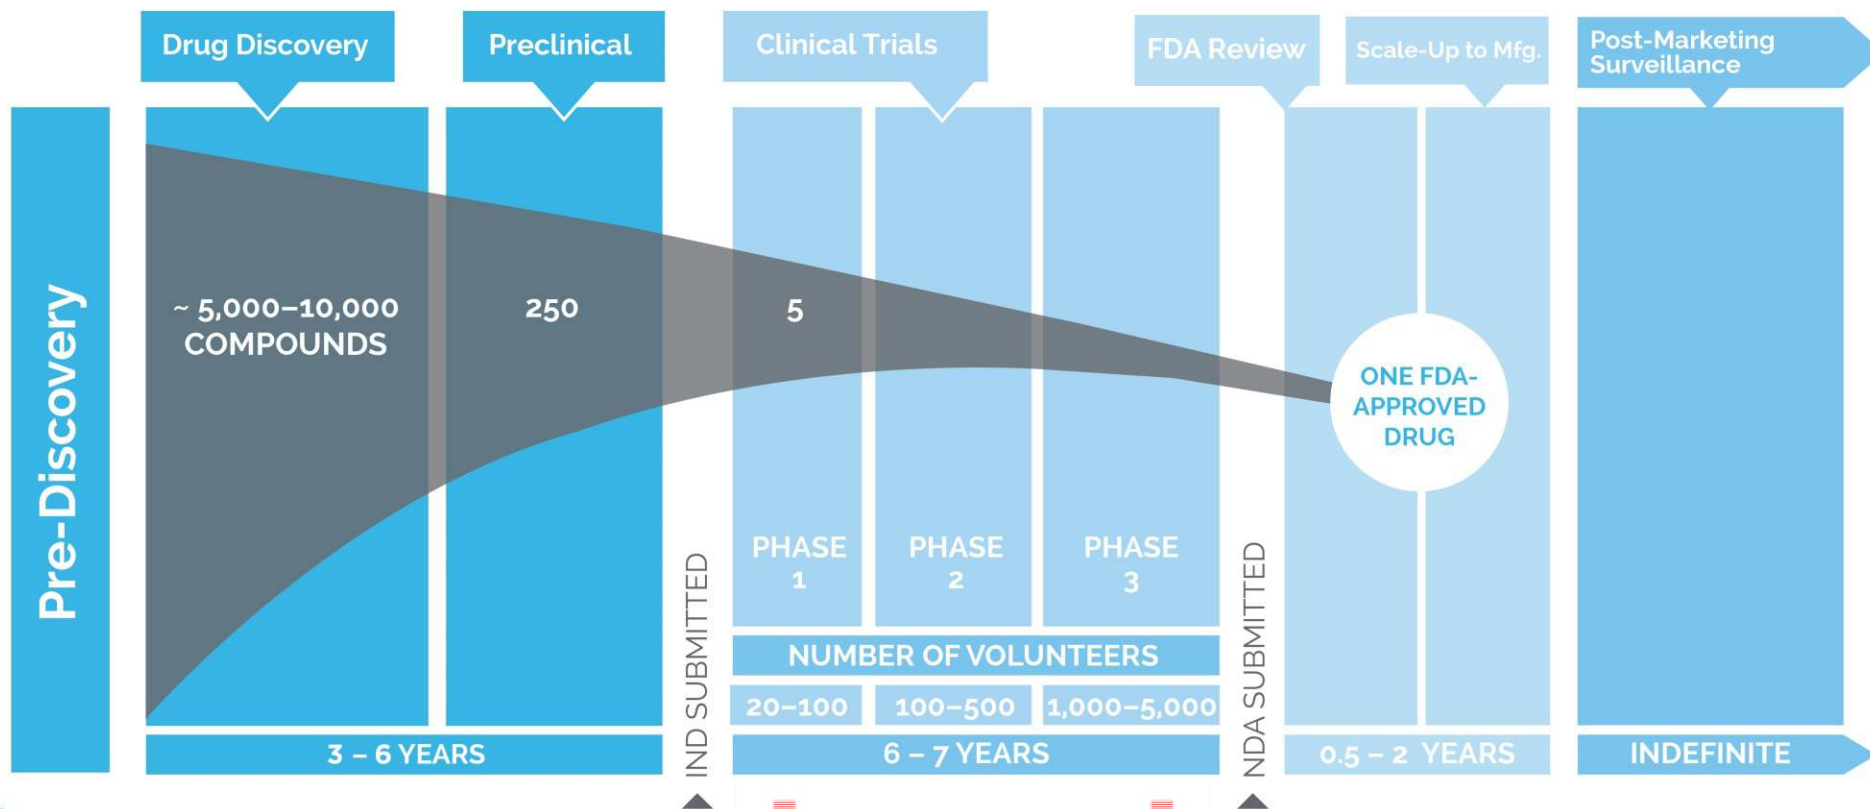 Drug Discovery
Preclinical
Clinical Trials
FDA Review
Scale-Up to Mfg.
Post-Marketing
Surveillance
Pre-Discovery
~ 5,000–10,000
COMPOUNDS
250
5
ONE FDA-
APPROVED
DRUG
PHASE
1
PHASE
2
PHASE
3
IND SUBMITTED
NDA SUBMITTED
NUMBER OF VOLUNTEERS
20–100
100–500
1,000–5,000
3 – 6 YEARS
6 – 7 YEARS
0.5 – 2 YEARS
INDEFINITE